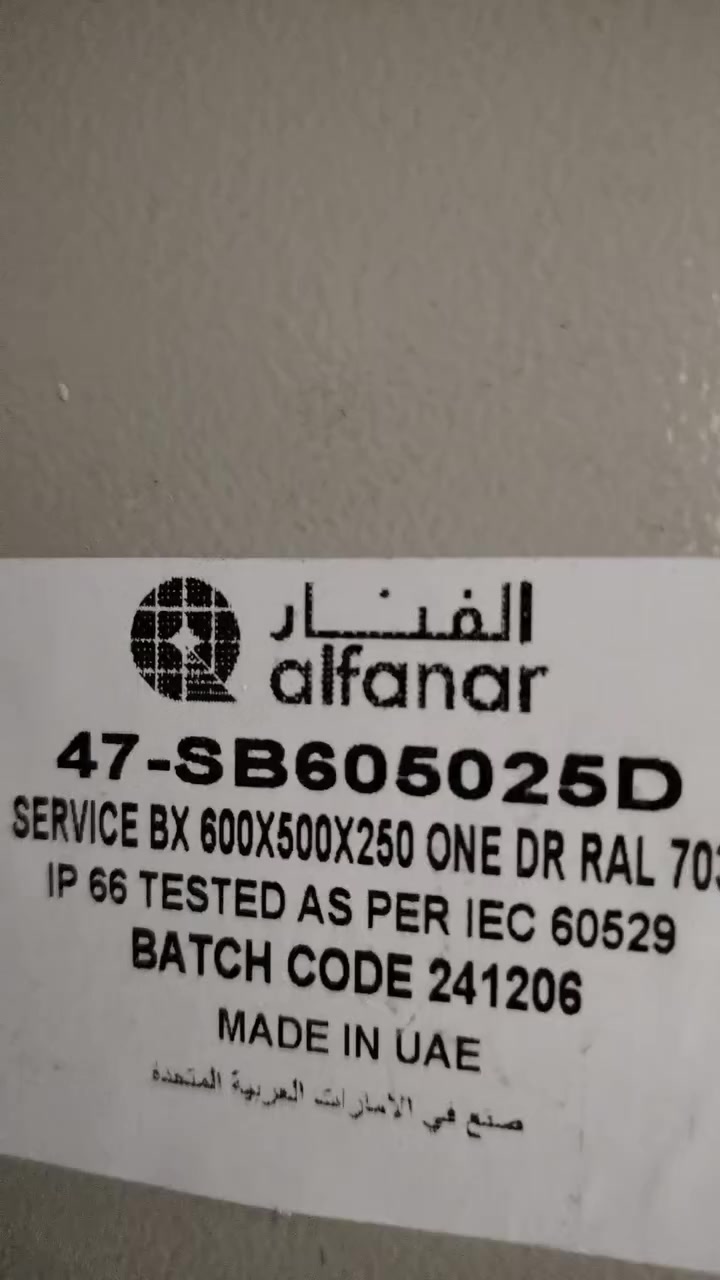 الفنار
alfanar
47-SB605025D
SERVICE BX 600X500X250 ONE DR RAL
IP 66 TESTED AS PER IEC 60529
BATCH CODE 241206
MADE IN UAE
صنع في الامارات العربية المتحدة